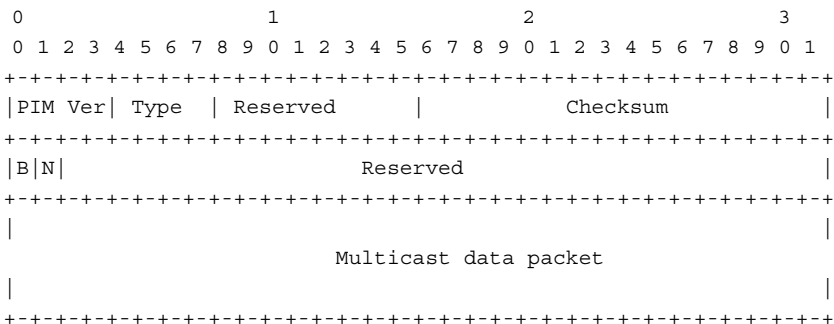 0                   1                   2                   3
0 1 2 3 4 5 6 7 8 9 0 1 2 3 4 5 6 7 8 9 0 1 2 3 4 5 6 7 8 9 0 1
+-+-+-+-+-+-+-+-+-+-+-+-+-+-+-+-+-+-+-+-+-+-+-+-+-+-+-+-+-+-+-+-+
|PIM Ver| Type  | Reserved      |           Checksum            |
+-+-+-+-+-+-+-+-+-+-+-+-+-+-+-+-+-+-+-+-+-+-+-+-+-+-+-+-+-+-+-+-+
|B|N|                       Reserved                            |
+-+-+-+-+-+-+-+-+-+-+-+-+-+-+-+-+-+-+-+-+-+-+-+-+-+-+-+-+-+-+-+-+
|                                                               |
                         Multicast data packet
|                                                               |
+-+-+-+-+-+-+-+-+-+-+-+-+-+-+-+-+-+-+-+-+-+-+-+-+-+-+-+-+-+-+-+-+